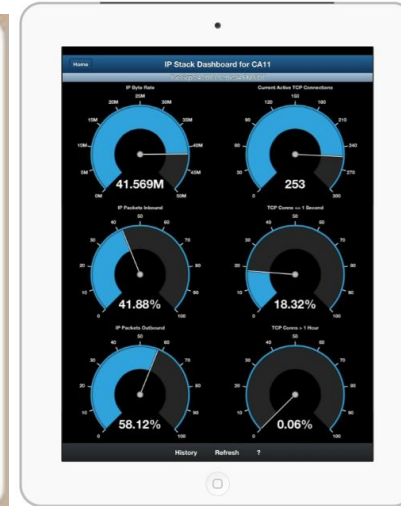 Home
IP Stack Dashboard for CA11
IP Byte Rate
0M
5M
10M
15M
20M
25M
30M
35M
40M
45M
50M
41.569M
Current Active TCP Connections
0
30
60
90
120
150
180
210
240
270
300
253
IP Packets Inbound
0
10
20
30
40
50
60
70
80
90
100
41.88%
TCP Conns <= 1 Second
0
10
20
30
40
50
60
70
80
90
100
18.32%
IP Packets Outbound
0
10
20
30
40
50
60
70
80
90
100
58.12%
TCP Conns > 1 Hour
0
10
20
30
40
50
60
70
80
90
100
0.06%
History Refresh ?